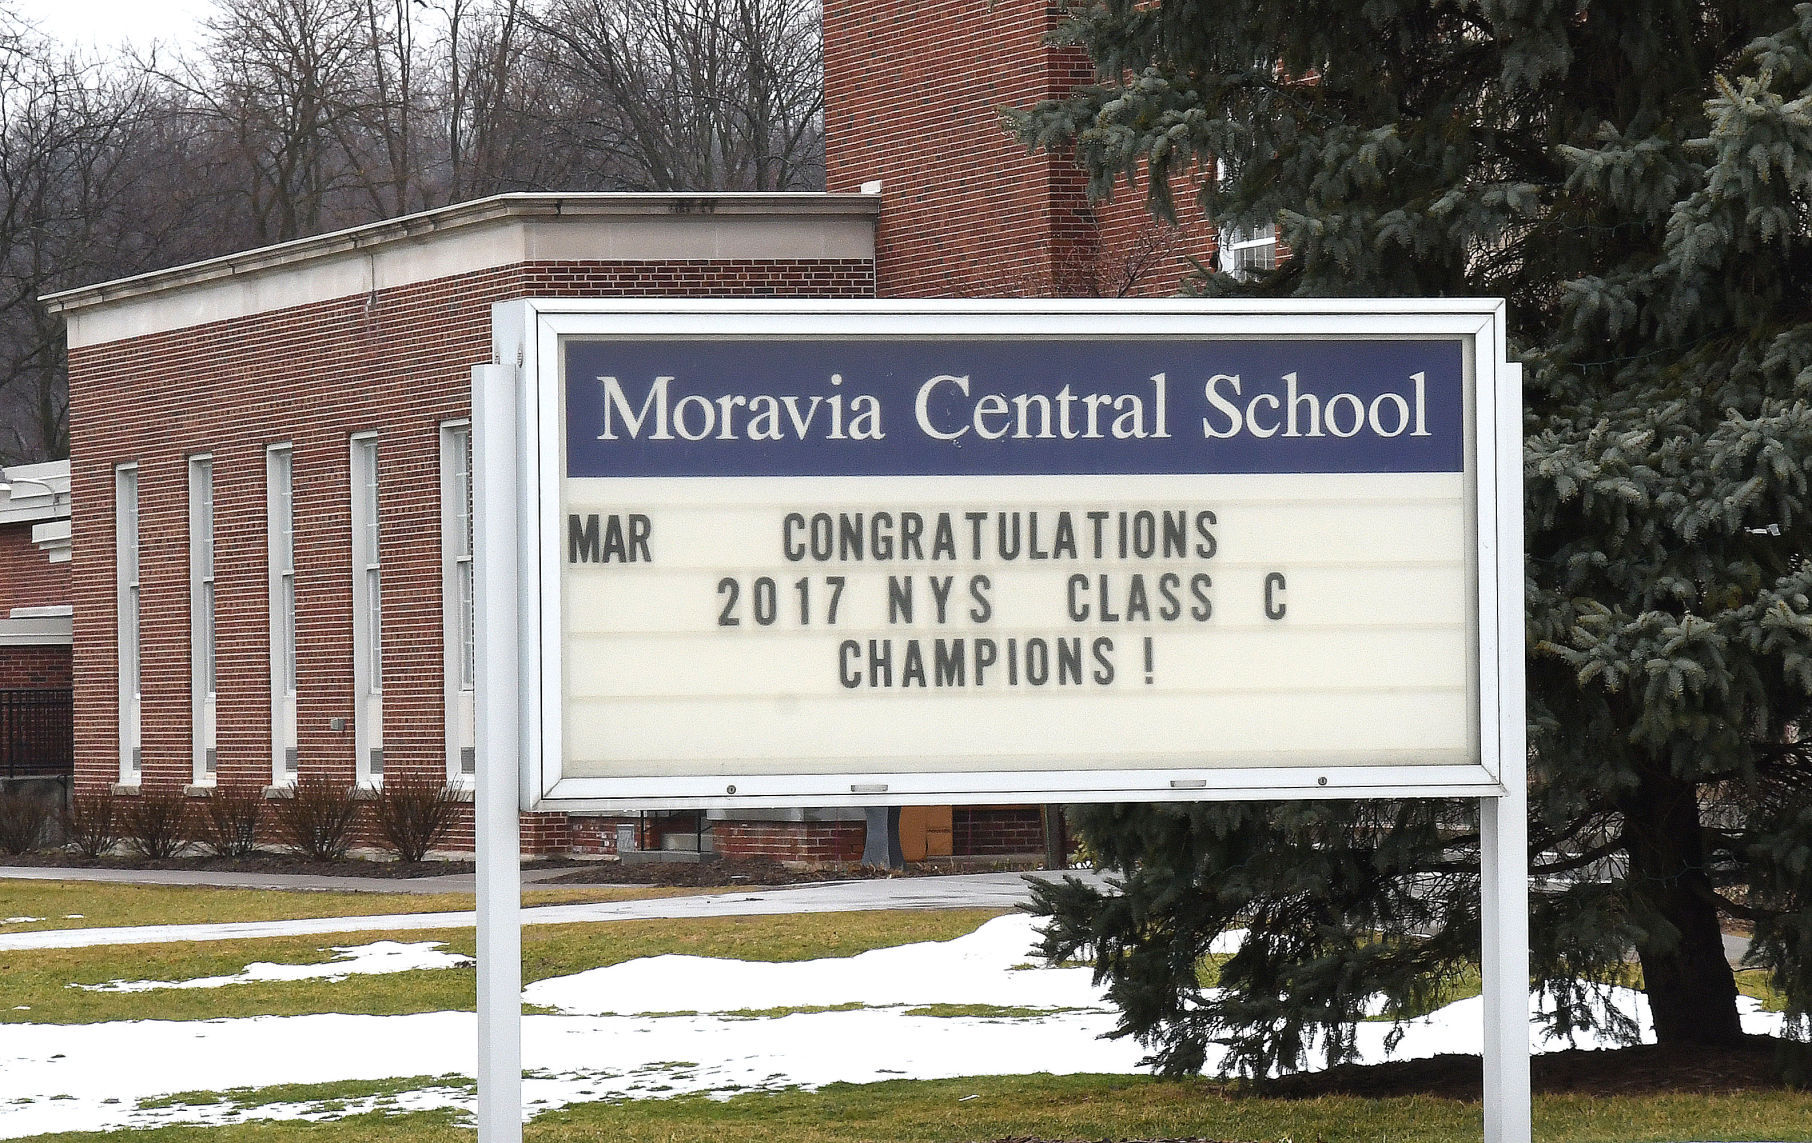 Moravia Central School
MAR CONGRATULATIONS
2017 NYS CLASS C
CHAMPIONS!